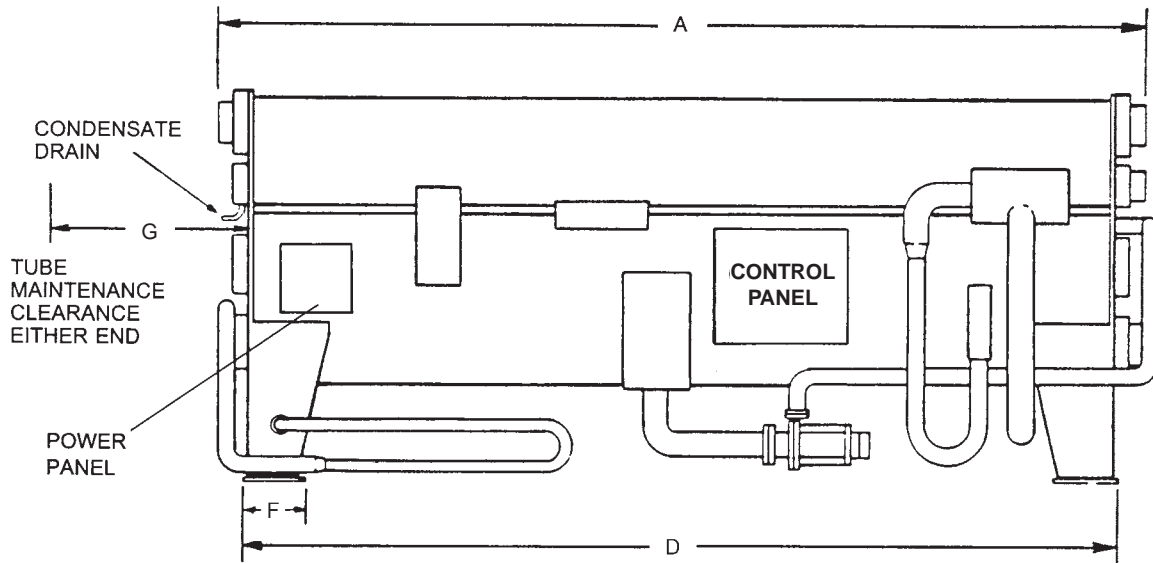 A
CONDENSATE
DRAIN
G
TUBE
MAINTENANCE
CLEARANCE
EITHER END
CONTROL
PANEL
POWER
PANEL
F
D